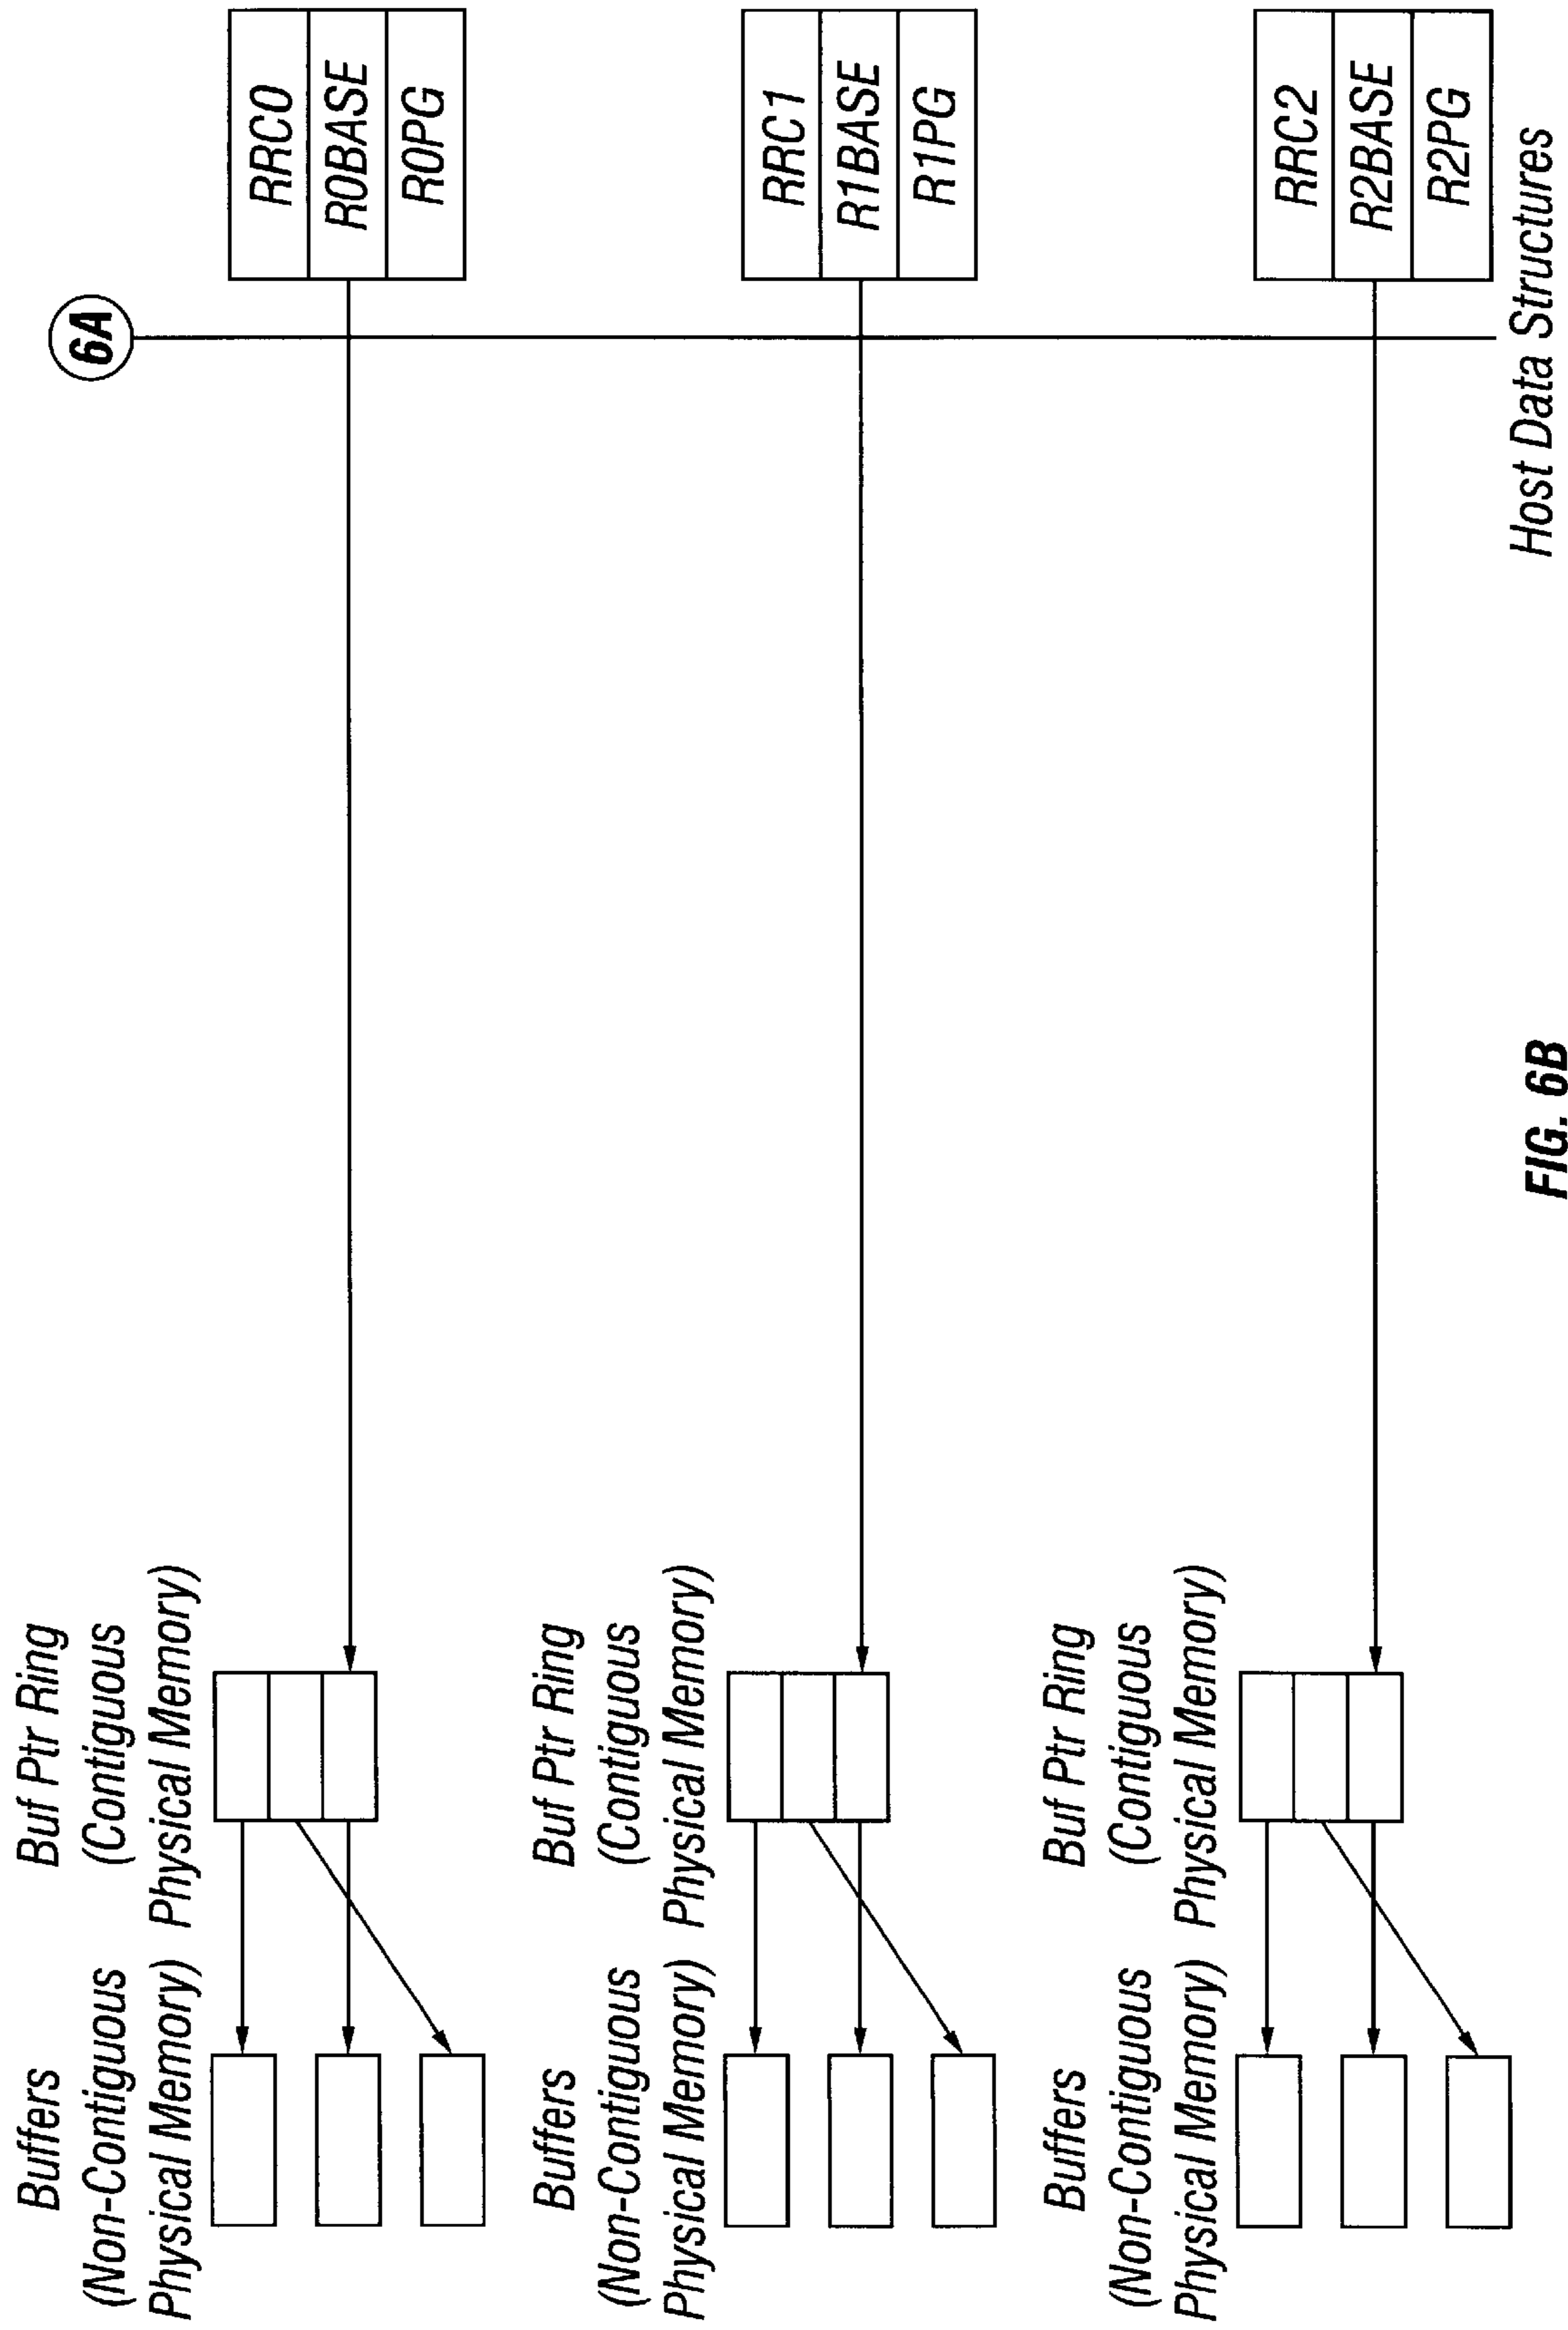 Buffers
(Non-Contiguous
Physical Memory)
Buf Ptr Ring
(Contiguous
Physical Memory)
6A
RRC0
R0BASE
R0PG
Buffers
(Non-Contiguous
Physical Memory)
Buf Ptr Ring
(Contiguous
Physical Memory)
RRC1
R1BASE
R1PG
Buffers
(Non-Contiguous
Physical Memory)
Buf Ptr Ring
(Contiguous
Physical Memory)
RRC2
R2BASE
R2PG
Host Data Structures
FIG. 6B